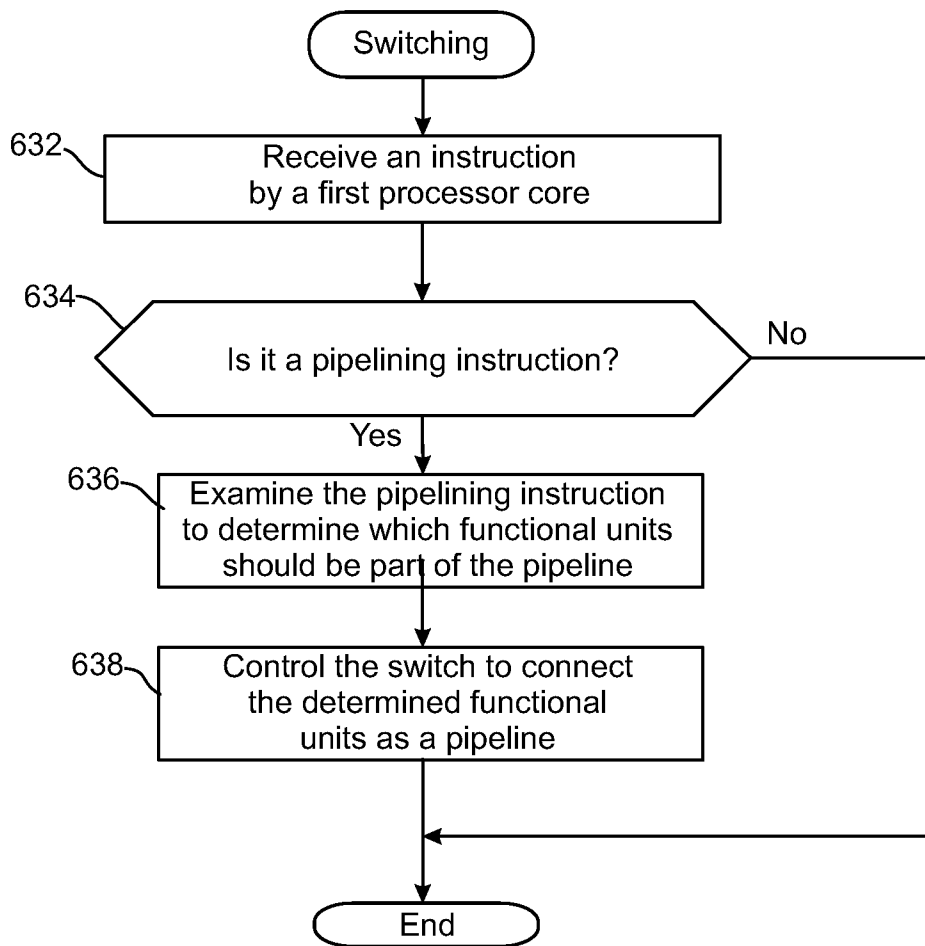 Switching
632
Receive an instruction
by a first processor core
634
Is it a pipelining instruction?
No
Yes
636
Examine the pipelining instruction
to determine which functional units
should be part of the pipeline
638
Control the switch to connect
the determined functional
units as a pipeline
End